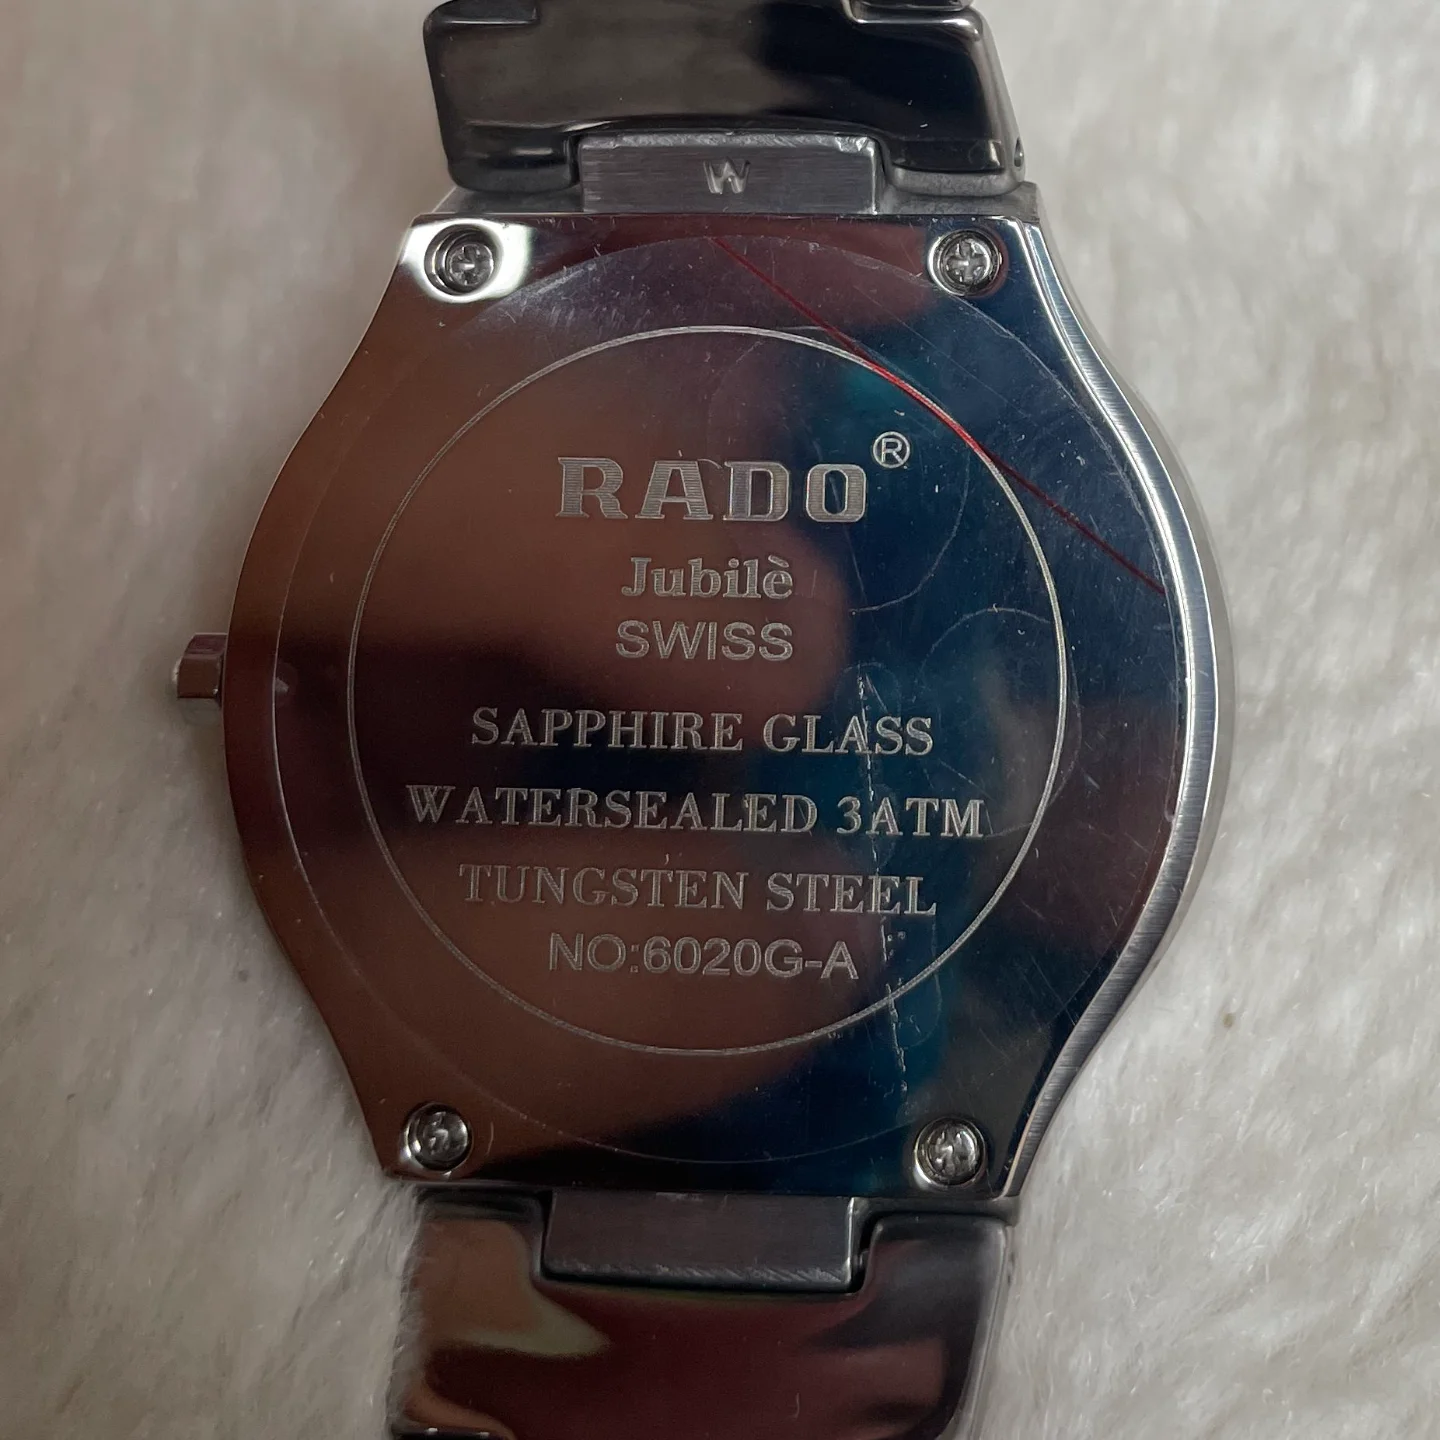 W
RADO®
Jubilè
SWISS
SAPPHIRE GLASS
WATERSEALED 3ATM
TUNGSTEN STEEL
NO:6020G-A